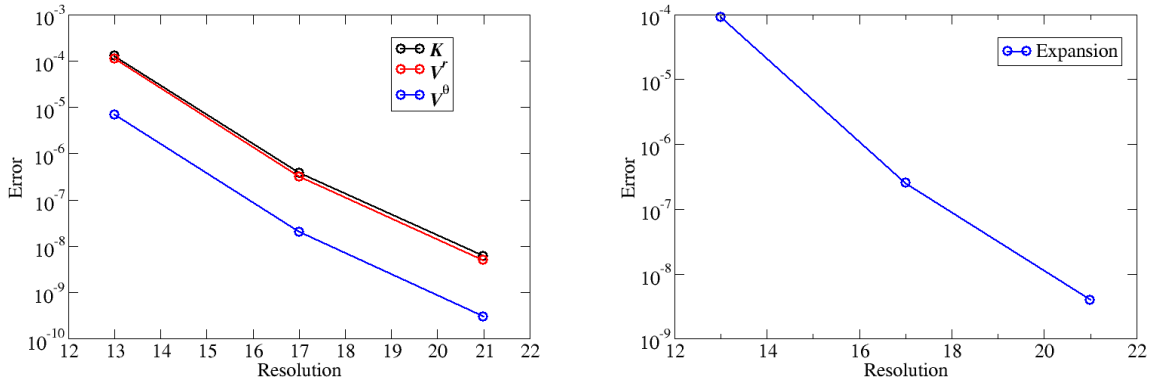 10^-3
10^-4
10^-5
10^-6
10^-7
10^-8
10^-9
10^-10
Error
12 13 14 15 16 17 18 19 20 21 22
Resolution
K
V^r
V^θ
10^-4
10^-5
10^-6
10^-7
10^-8
10^-9
Error
12 14 16 18 20 22
Resolution
Expansion